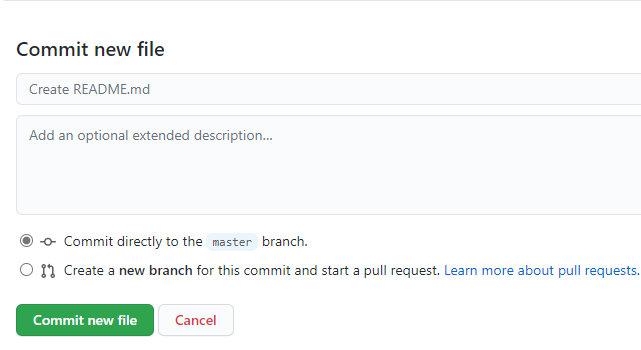 Commit new file
Create README.md
Add an optional extended description...
Commit directly to the master branch.
Create a new branch for this commit and start a pull request. Learn more about pull requests.
Commit new file Cancel